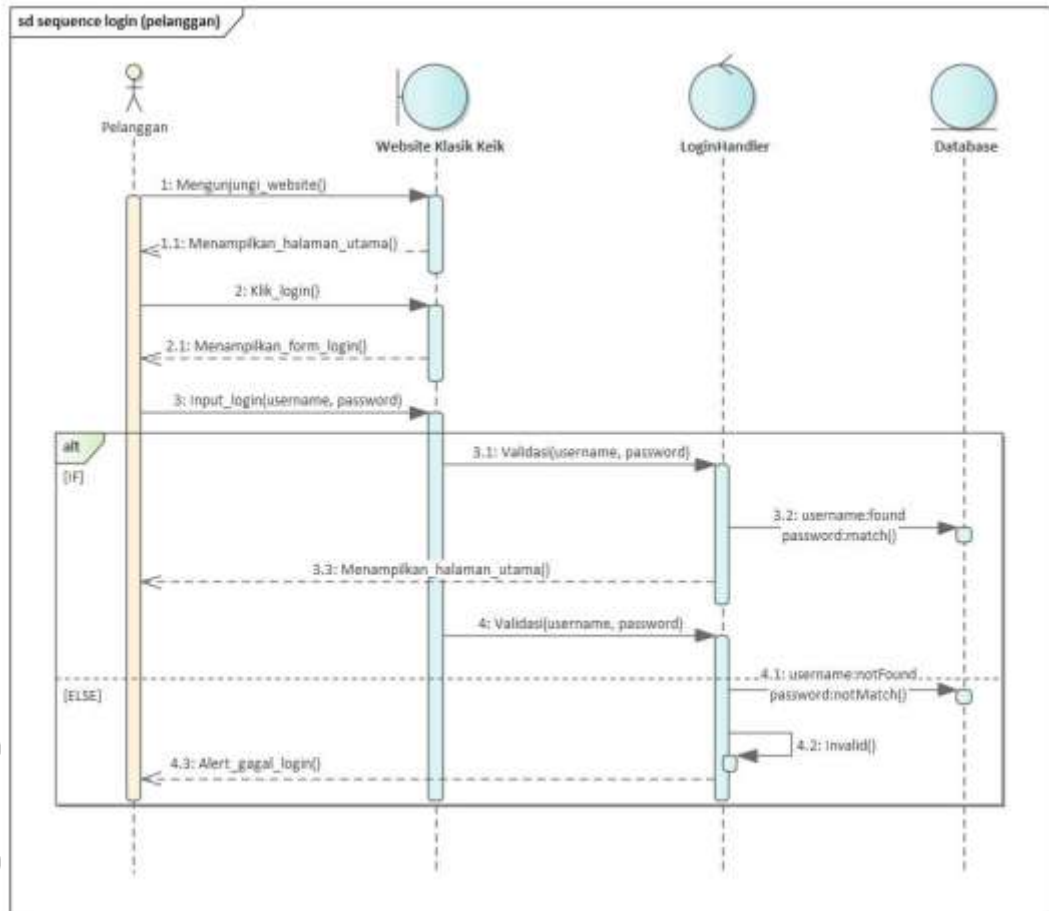 sd sequence login (pelanggan)
Pelanggan
Website Klasik Keik
LoginHandler
Database
1: Mengunjungi_website()
1.1: Menampilkan_halaman_utama()
2: Klik_login()
2.1: Menampilkan_form_login()
3: Input_login(username, password)
alt
[IF]
3.1: Validasi(username, password)
3.2: username:found
password:match()
3.3: Menampilkan_halaman_utama()
4: Validasi(username, password)
[ELSE]
4.1: username:notFound
password:notMatch()
4.2: Invalid()
4.3: Alert_gagal_login()